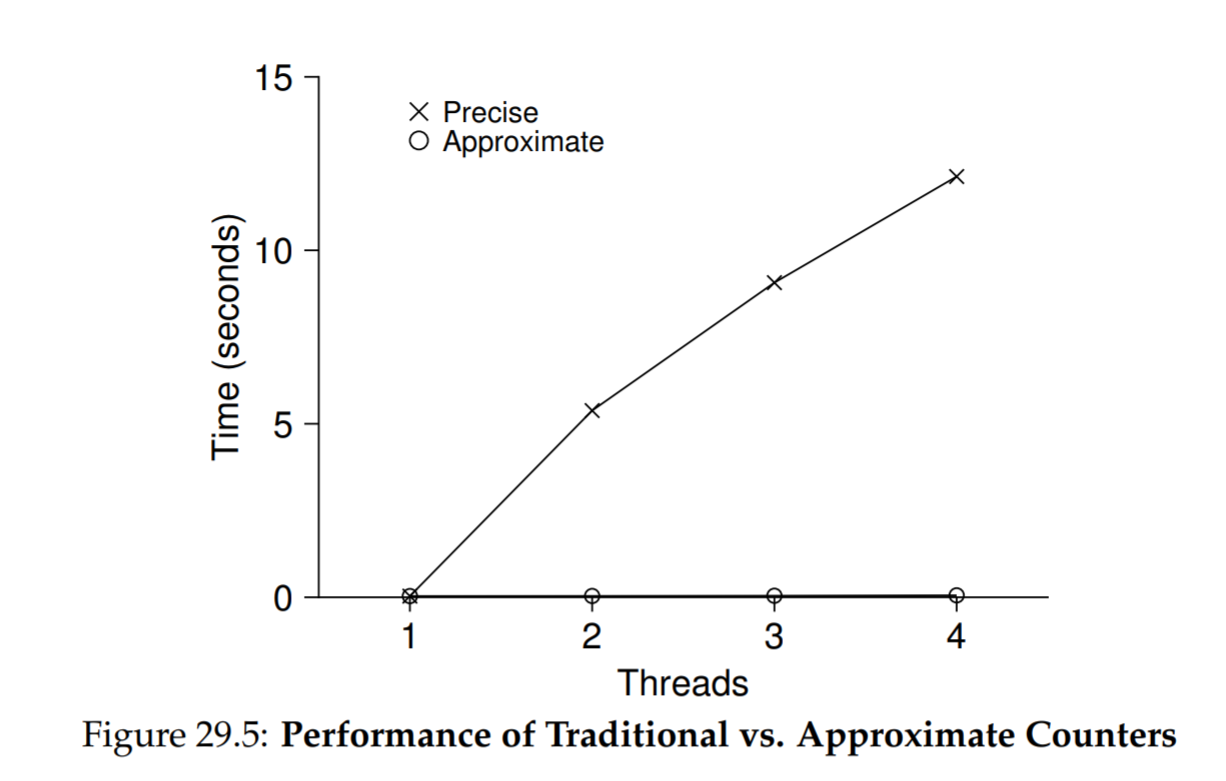 15
Precise
Approximate
10
Time (seconds)
5
0
1 2 3 4
Threads
Figure 29.5: Performance of Traditional vs. Approximate Counters